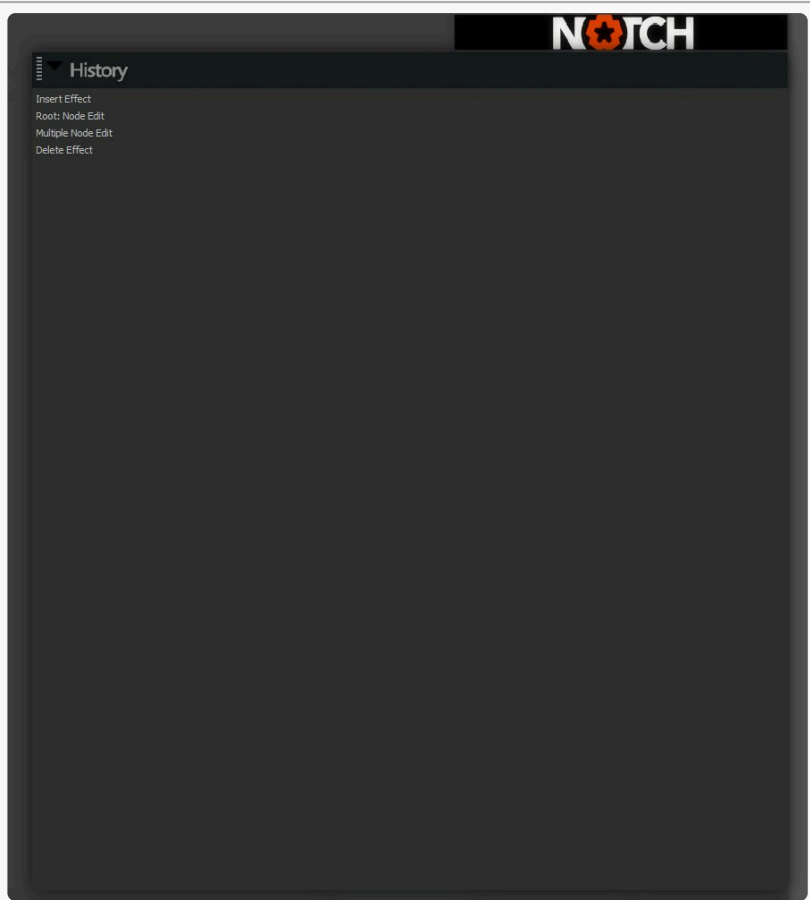 NOTCH
History
Insert Effect
Root: Node Edit
Multiple Node Edit
Delete Effect